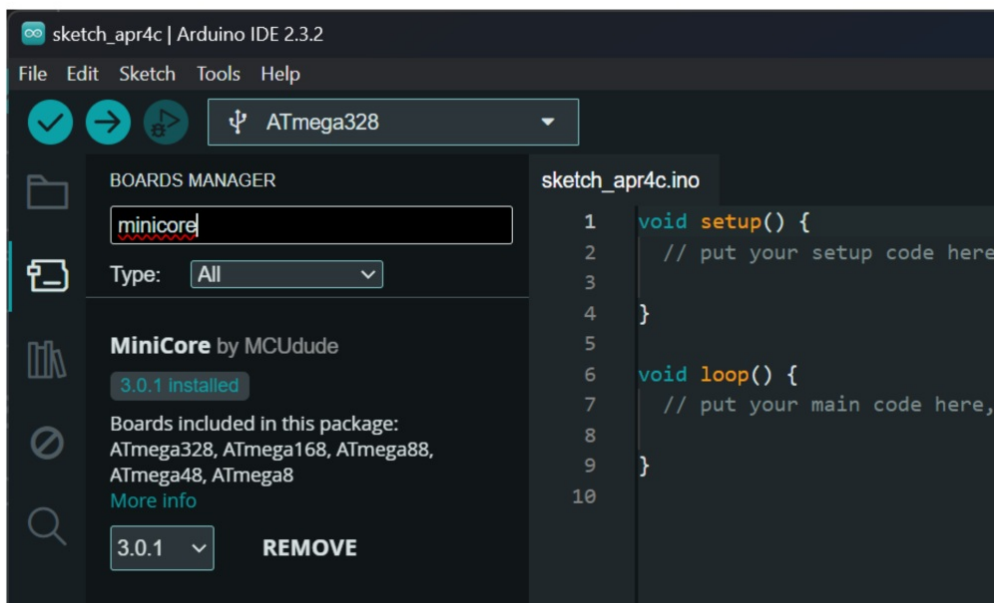 sketch_apr4c | Arduino IDE 2.3.2
File Edit Sketch Tools Help
ATmega328
BOARDS MANAGER
minicore
Type: All
MiniCore by MCUdude
3.0.1 installed
Boards included in this package:
ATmega328, ATmega168, ATmega88,
ATmega48, ATmega8
More info
3.0.1 REMOVE
sketch_apr4c.ino
1 void setup() {
2 // put your setup code here
3
4 }
5
6 void loop() {
7 // put your main code here,
8
9 }
10